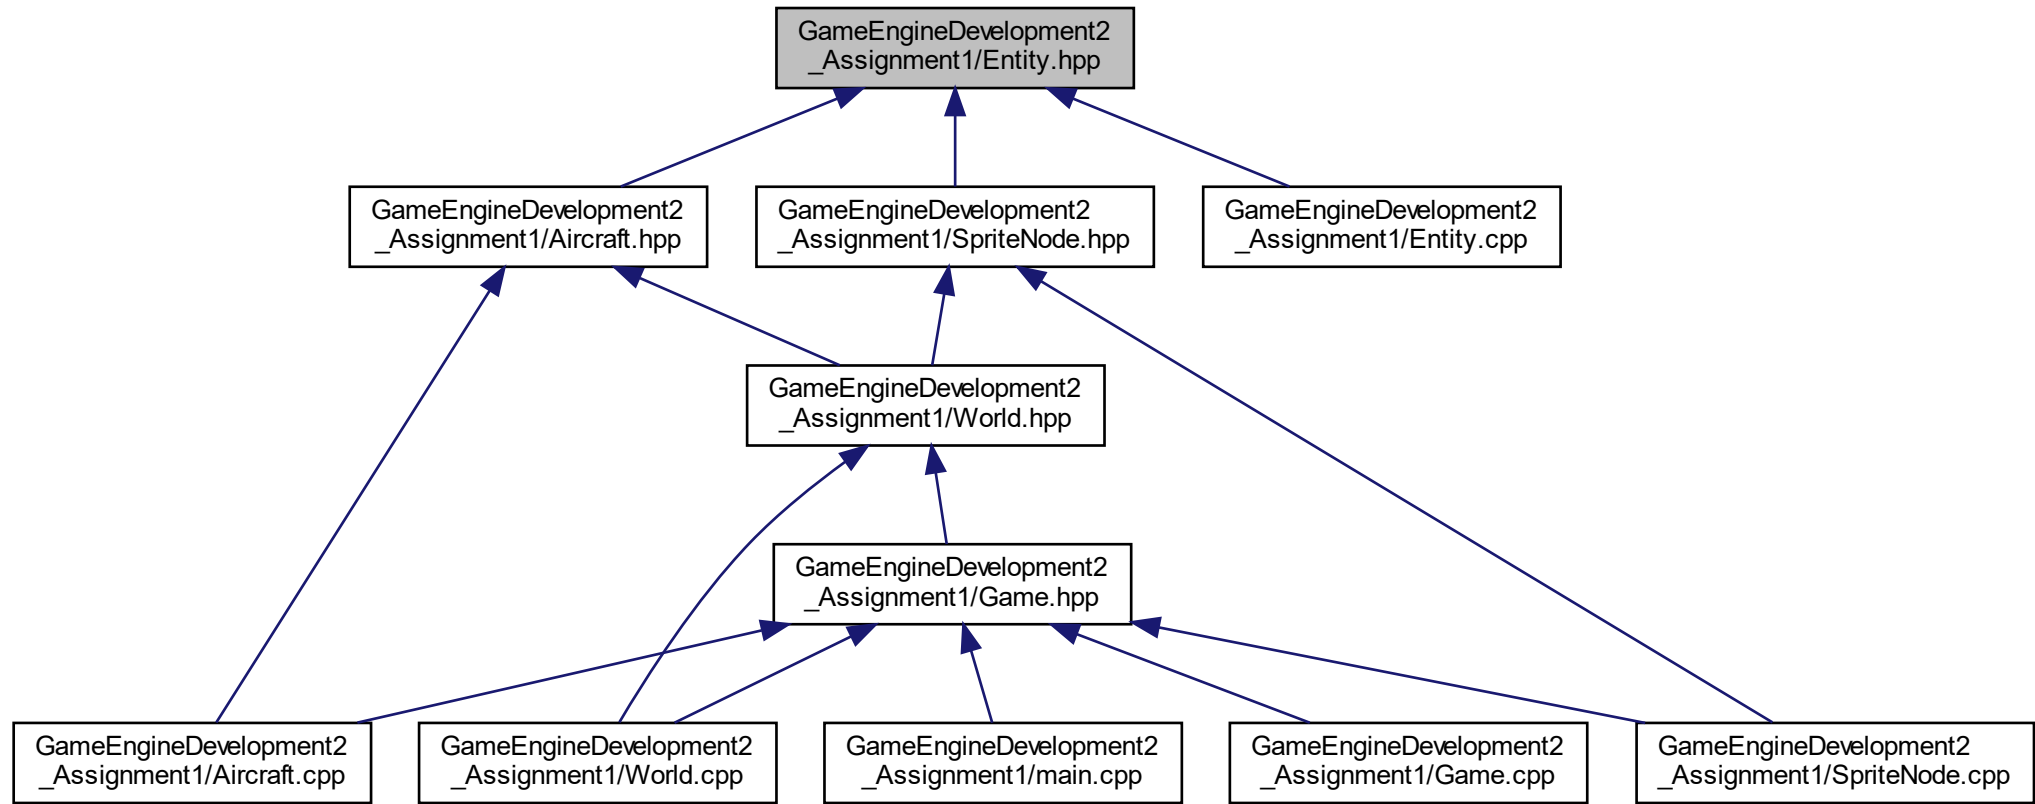 GameEngineDevelopment2
_Assignment1/Entity.hpp
GameEngineDevelopment2
_Assignment1/Aircraft.hpp
GameEngineDevelopment2
_Assignment1/SpriteNode.hpp
GameEngineDevelopment2
_Assignment1/Entity.cpp
GameEngineDevelopment2
_Assignment1/World.hpp
GameEngineDevelopment2
_Assignment1/Game.hpp
GameEngineDevelopment2
_Assignment1/Aircraft.cpp
GameEngineDevelopment2
_Assignment1/World.cpp
GameEngineDevelopment2
_Assignment1/main.cpp
GameEngineDevelopment2
_Assignment1/Game.cpp
GameEngineDevelopment2
_Assignment1/SpriteNode.cpp